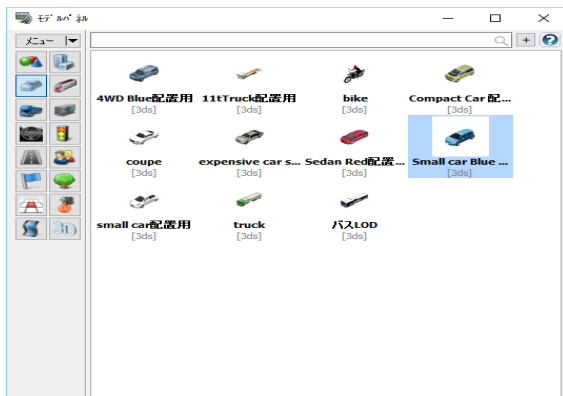 モデルパネル
メニュー
+ ?
4WD Blue配置用 11tTruck配置用 bike Compact Car 配...
[3ds] [3ds] [3ds] [3ds]
coupe expensive car s... Sedan Red配置... Small car Blue ...
[3ds] [3ds] [3ds] [3ds]
small car配置用 truck バスLOD
[3ds] [3ds] [3ds]
3D